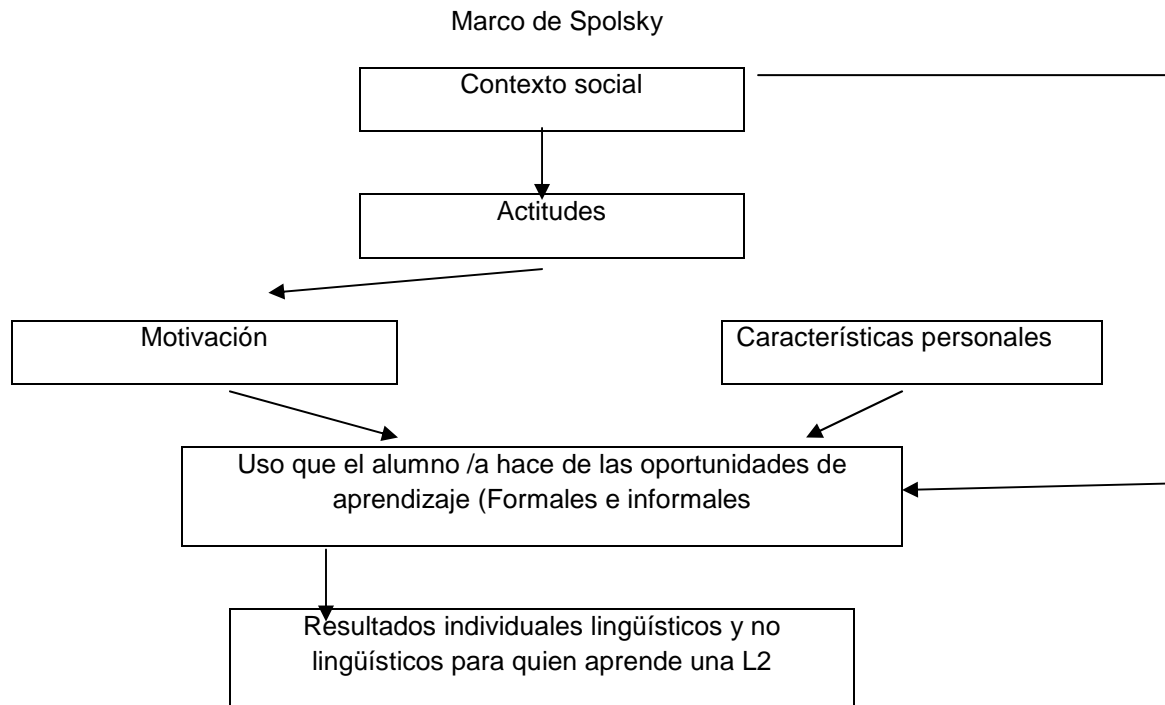 Marco de Spolsky
Contexto social
Actitudes
Motivación
Características personales
Uso que el alumno /a hace de las oportunidades de
aprendizaje (Formales e informales
Resultados individuales lingüísticos y no
lingüísticos para quien aprende una L2